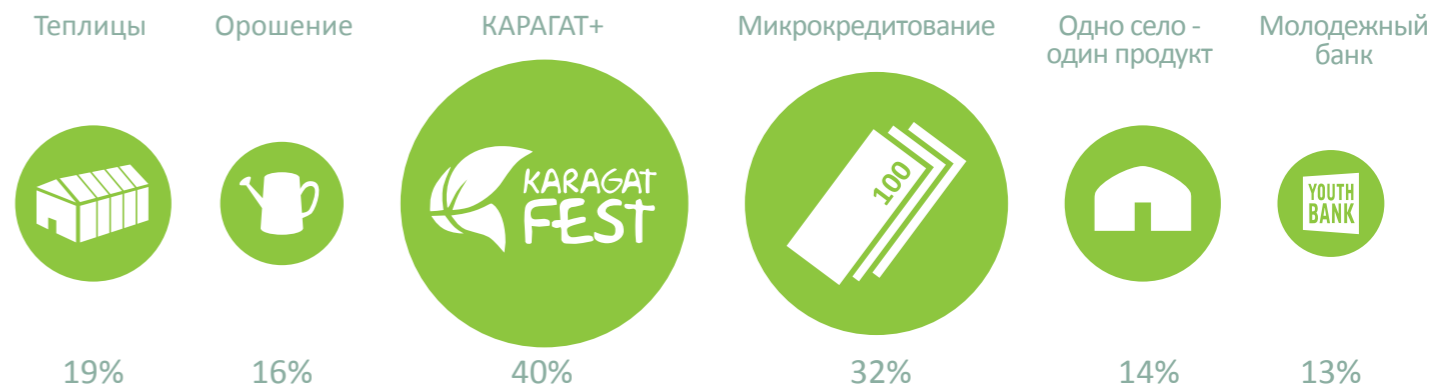 Теплицы
Орошение
КАРАГАТ+
Микрокредитование
Одно село -
один продукт
Молодежный
банк
KARAGAT
FEST
100
YOUTH
BANK
19%
16%
40%
32%
14%
13%